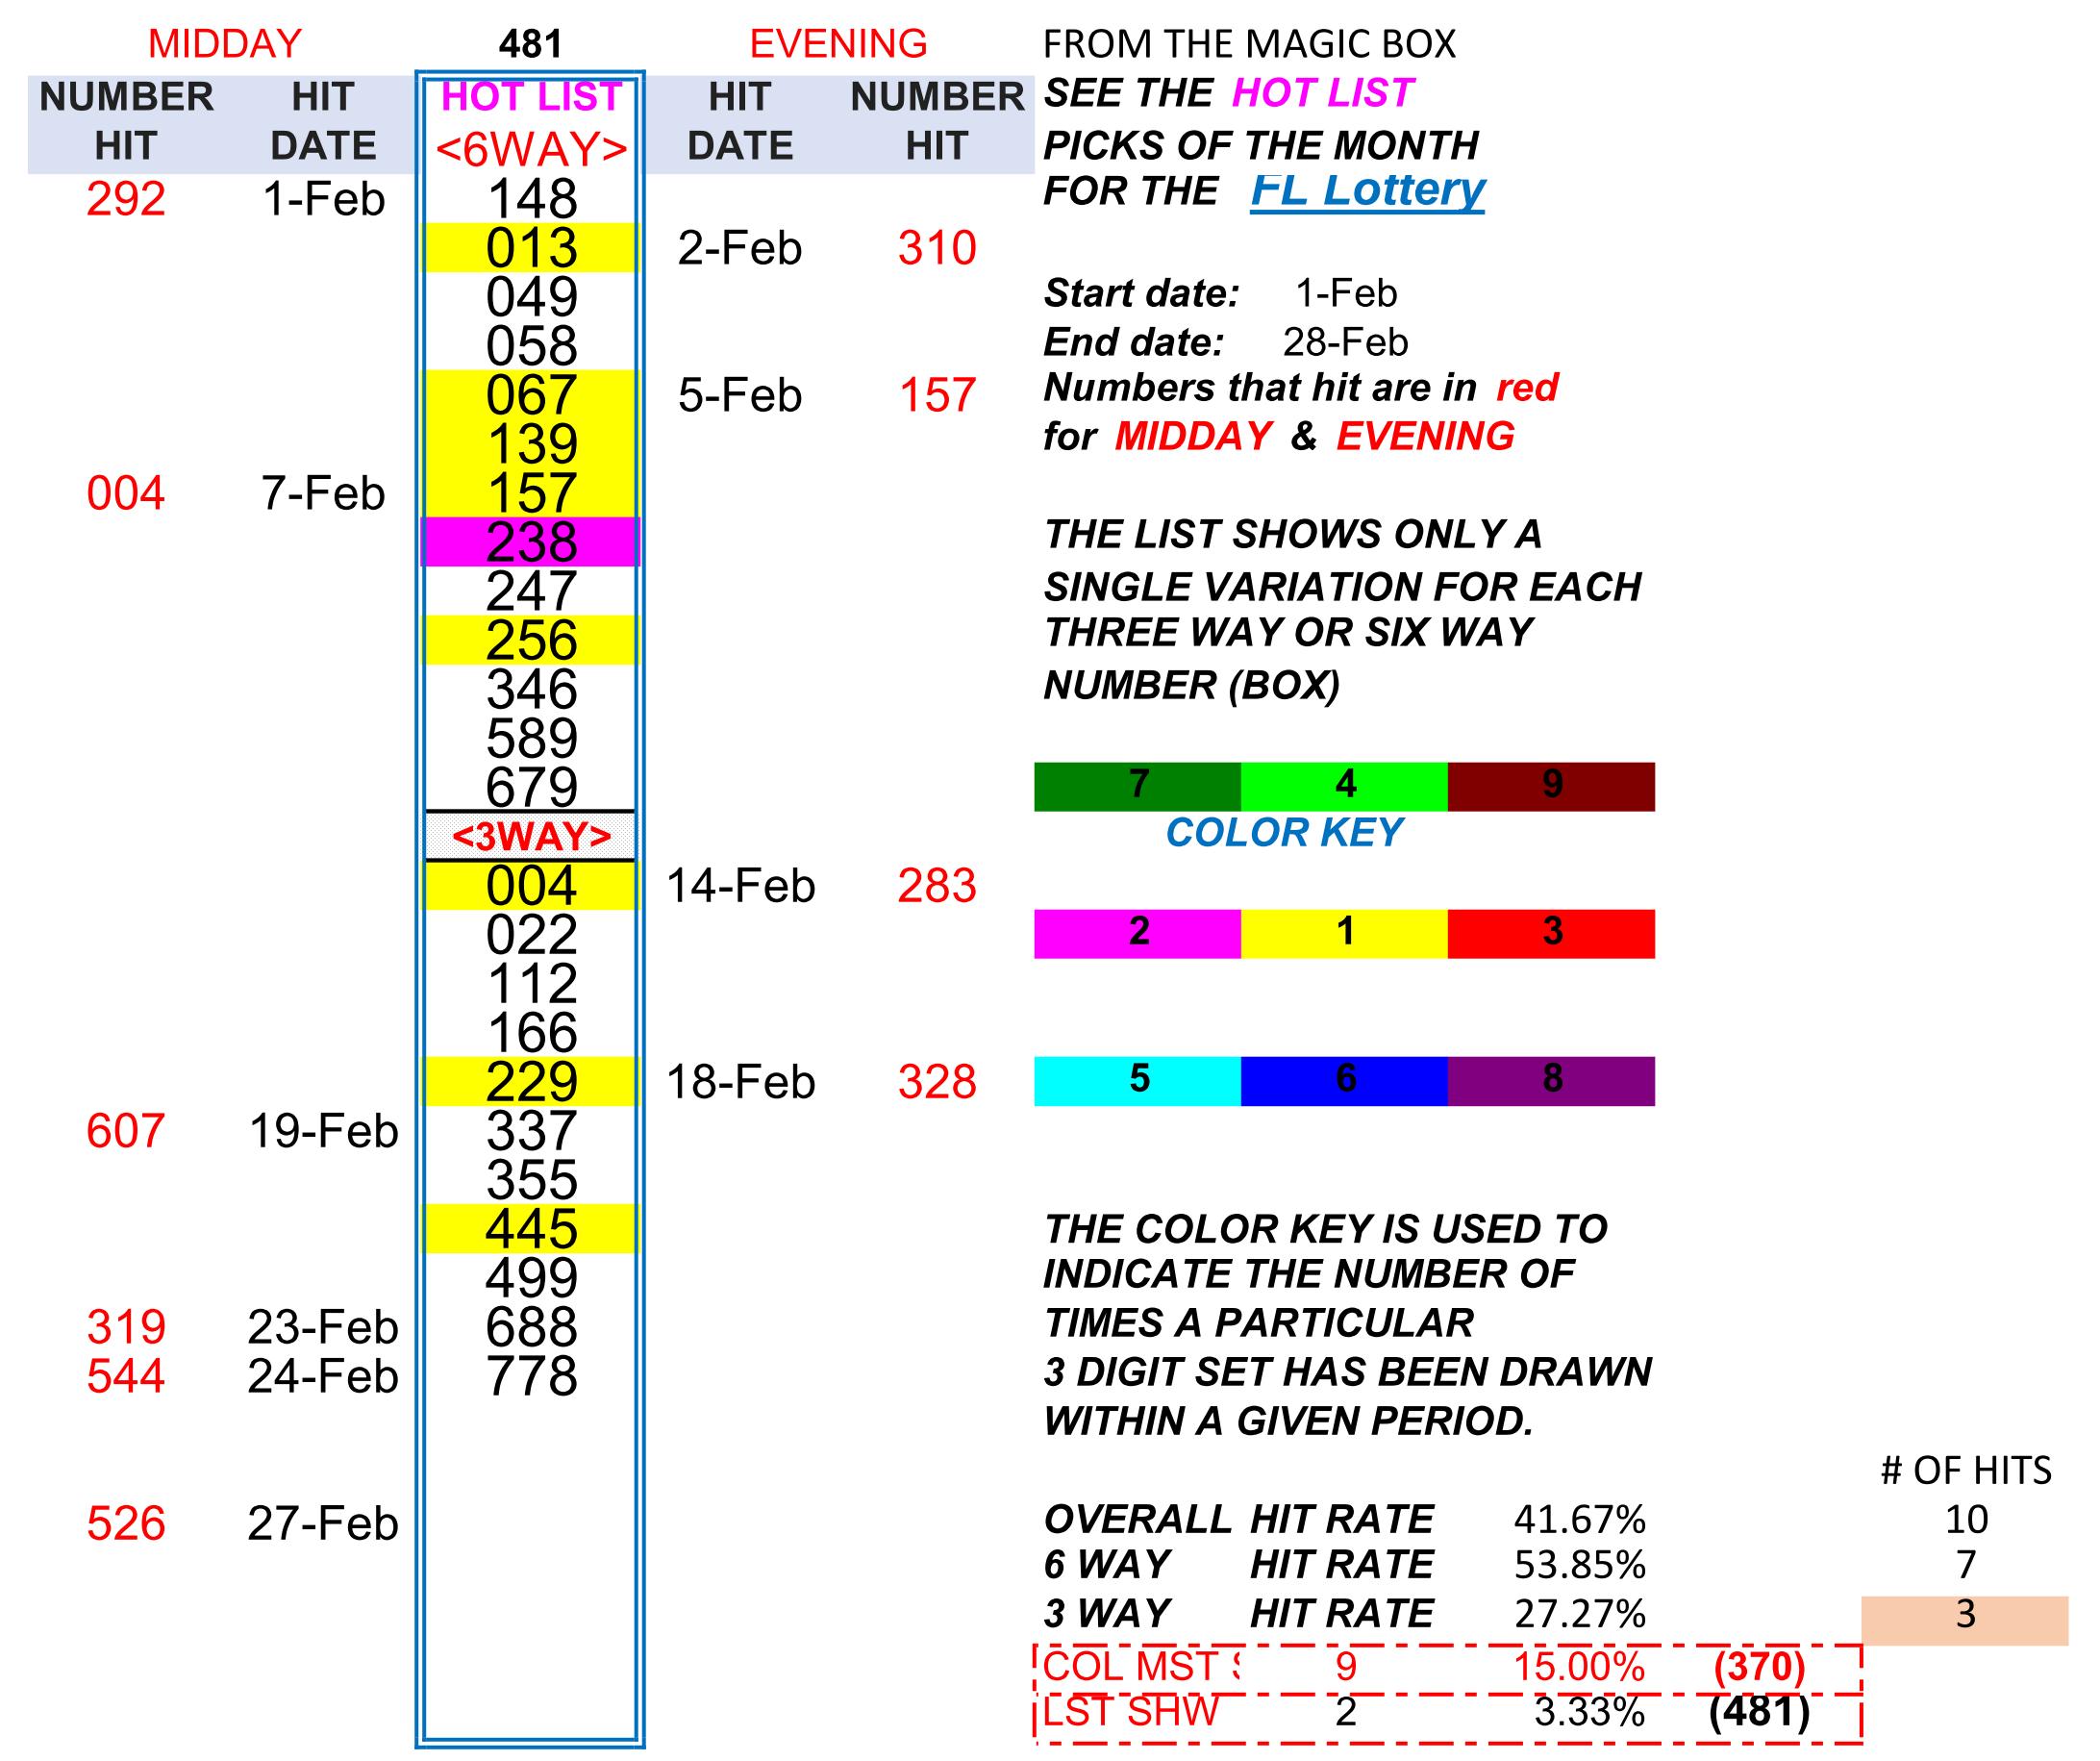 MIDDAY 481 EVENING FROM THE MAGIC BOX
NUMBER HIT HOT LIST HIT NUMBER SEE THE HOT LIST
HIT DATE <6WAY> DATE HIT PICKS OF THE MONTH
292 1-Feb 148 FOR THE FL Lottery
013 2-Feb 310
049 Start date: 1-Feb
058 End date: 28-Feb
067 5-Feb 157 Numbers that hit are in red
139 for MIDDAY & EVENING
004 7-Feb 157
238 THE LIST SHOWS ONLY A
247 SINGLE VARIATION FOR EACH
256 THREE WAY OR SIX WAY
346 NUMBER (BOX)
589
679 7 4 9
<3WAY> COLOR KEY
004 14-Feb 283
022 2 1 3
112
166
229 18-Feb 328 5 6 8
607 19-Feb 337
355
445 THE COLOR KEY IS USED TO
499 INDICATE THE NUMBER OF
319 23-Feb 688 TIMES A PARTICULAR
544 24-Feb 778 3 DIGIT SET HAS BEEN DRAWN
WITHIN A GIVEN PERIOD.
# OF HITS
526 27-Feb OVERALL HIT RATE 41.67% 10
6 WAY HIT RATE 53.85% 7
3 WAY HIT RATE 27.27% 3
COL MST 9 15.00% (370)
LST SHW 2 3.33% (481)